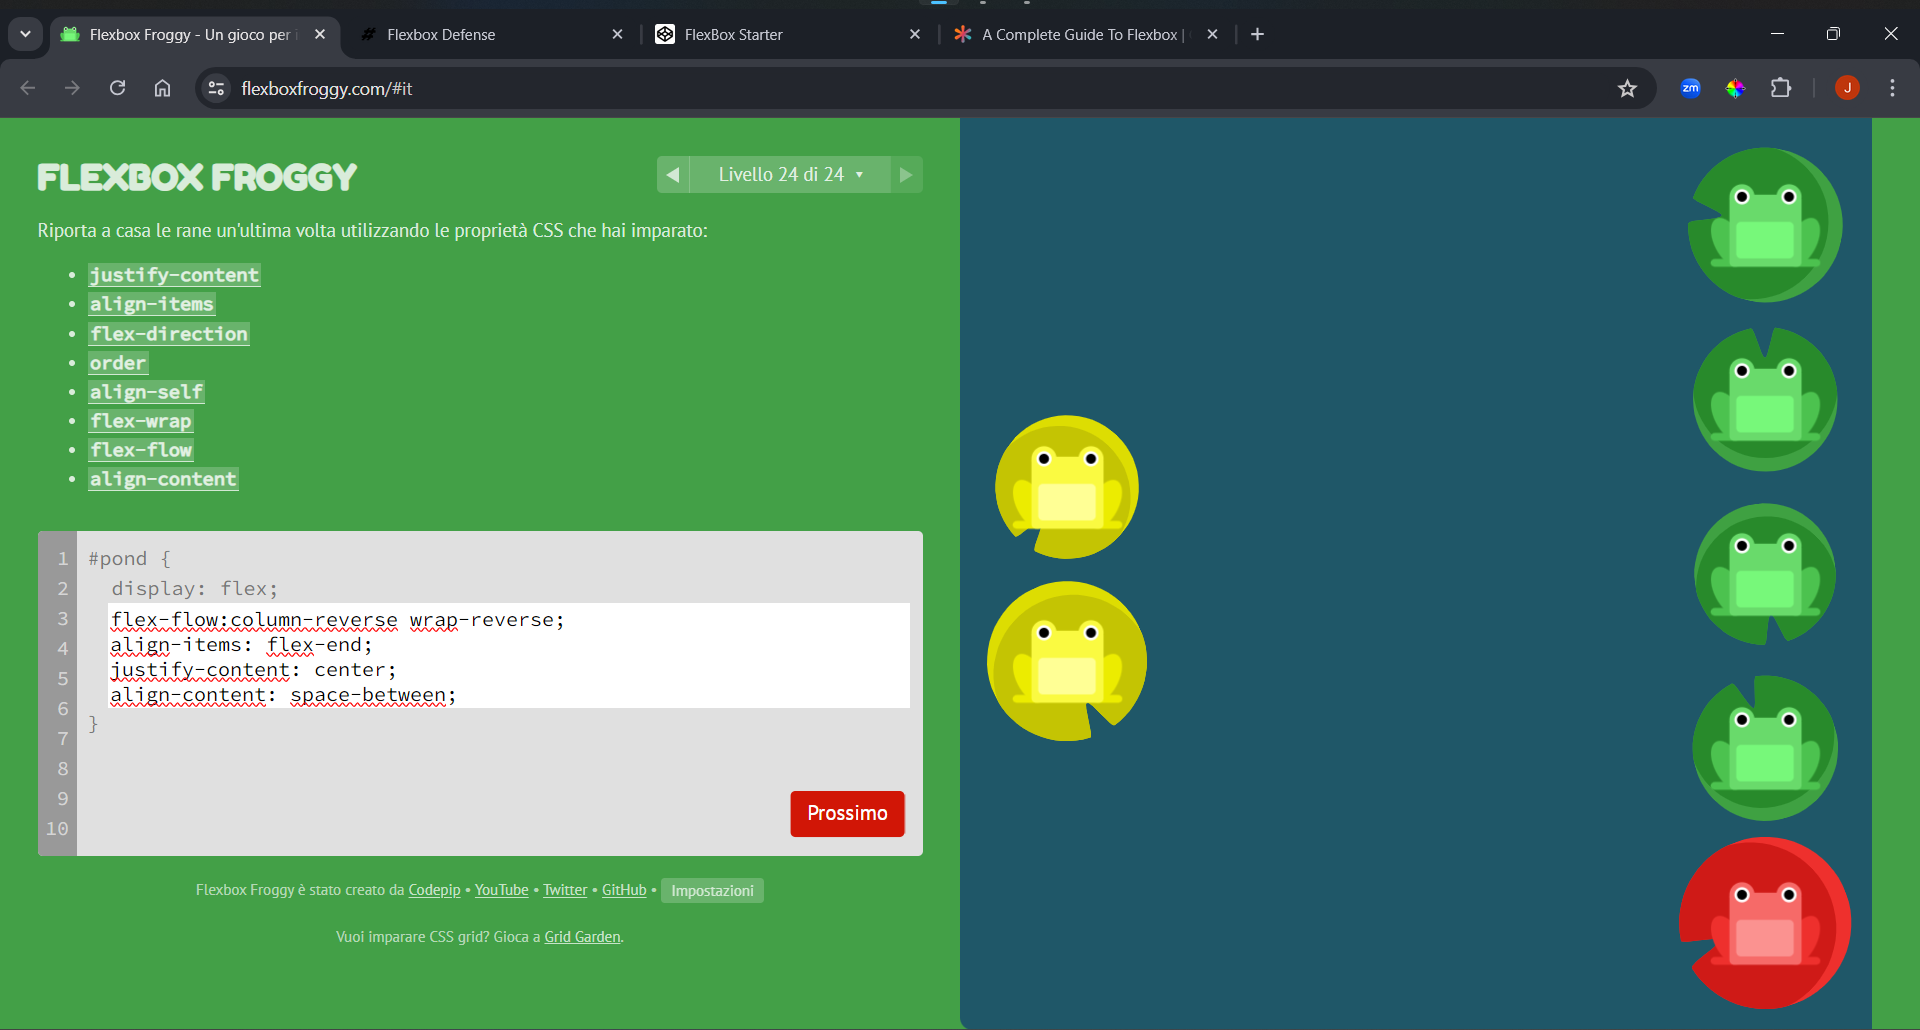 Flexbox Froggy - Un gioco per i
Flexbox Defense
FlexBox Starter
A Complete Guide To Flexbox |
flexboxfroggy.com/#it
zm
J
FLEXBOX FROGGY
◀ Livello 24 di 24 ▾ ▶
Riporta a casa le rane un'ultima volta utilizzando le proprietà CSS che hai imparato:
• justify-content
• align-items
• flex-direction
• order
• align-self
• flex-wrap
• flex-flow
• align-content
1 #pond {
2 display: flex;
3 flex-flow:column-reverse wrap-reverse;
4 align-items: flex-end;
5 justify-content: center;
6 align-content: space-between;
7 }
8
9
10
Prossimo
Flexbox Froggy è stato creato da Codepip • YouTube • Twitter • GitHub • Impostazioni
Vuoi imparare CSS grid? Gioca a Grid Garden.